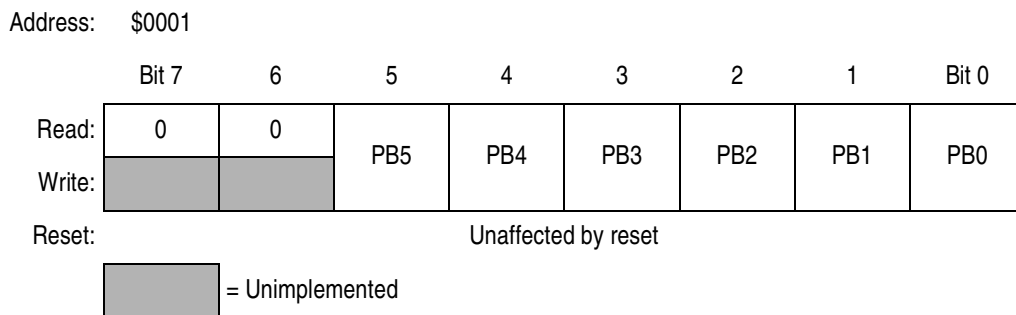 Address: $0001
Bit 7 6 5 4 3 2 1 Bit 0
Read: 0 0 PB5 PB4 PB3 PB2 PB1 PB0
Write:
Reset: Unaffected by reset
= Unimplemented